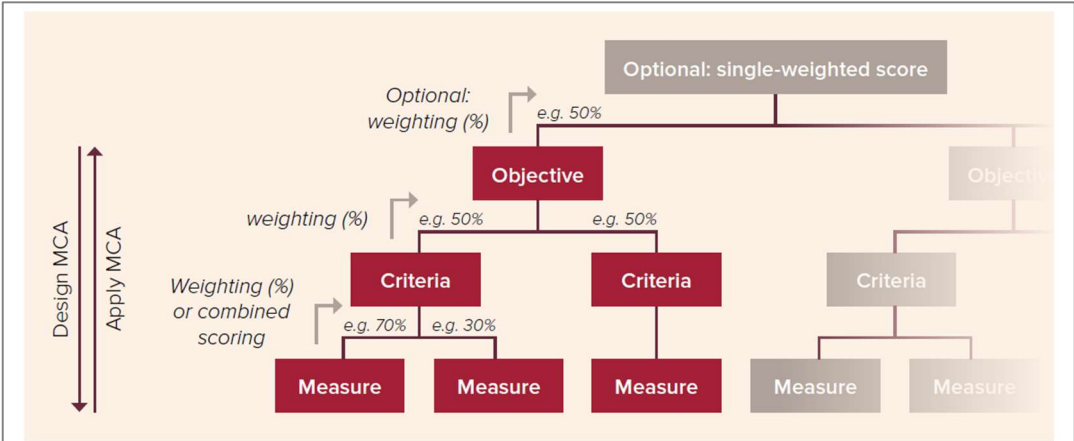 Optional: single-weighted score
Optional:
weighting (%)
e.g. 50%
Objective
Objective
weighting (%)
e.g. 50%
e.g. 50%
Design MCA
Apply MCA
Criteria
Criteria
Criteria
Weighting (%)
or combined
scoring
e.g. 70%
e.g. 30%
Measure
Measure
Measure
Measure
Measure